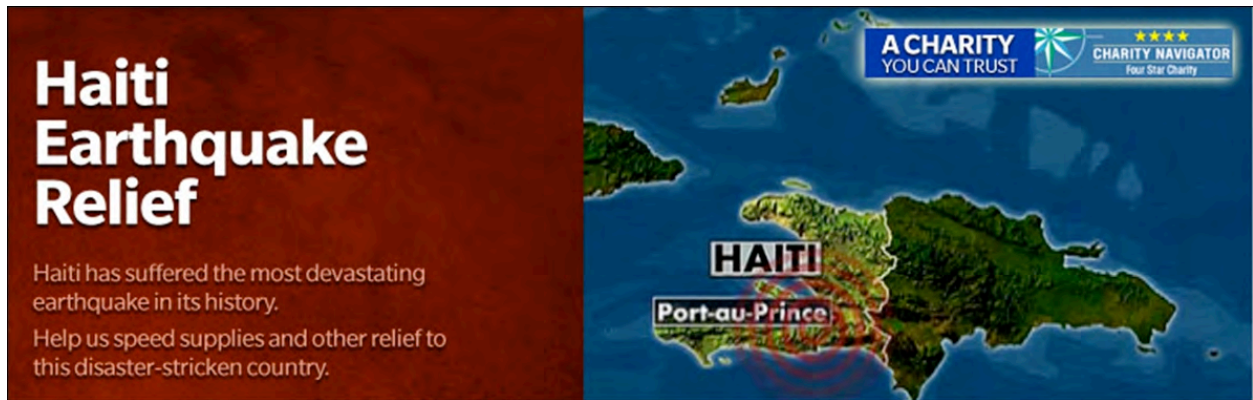 Haiti
Earthquake
Relief
Haiti has suffered the most devastating
earthquake in its history.
Help us speed supplies and other relief to
this disaster-stricken country.
A CHARITY
YOU CAN TRUST
CHARITY NAVIGATOR
Four Star Charity
HAITI
Port-au-Prince